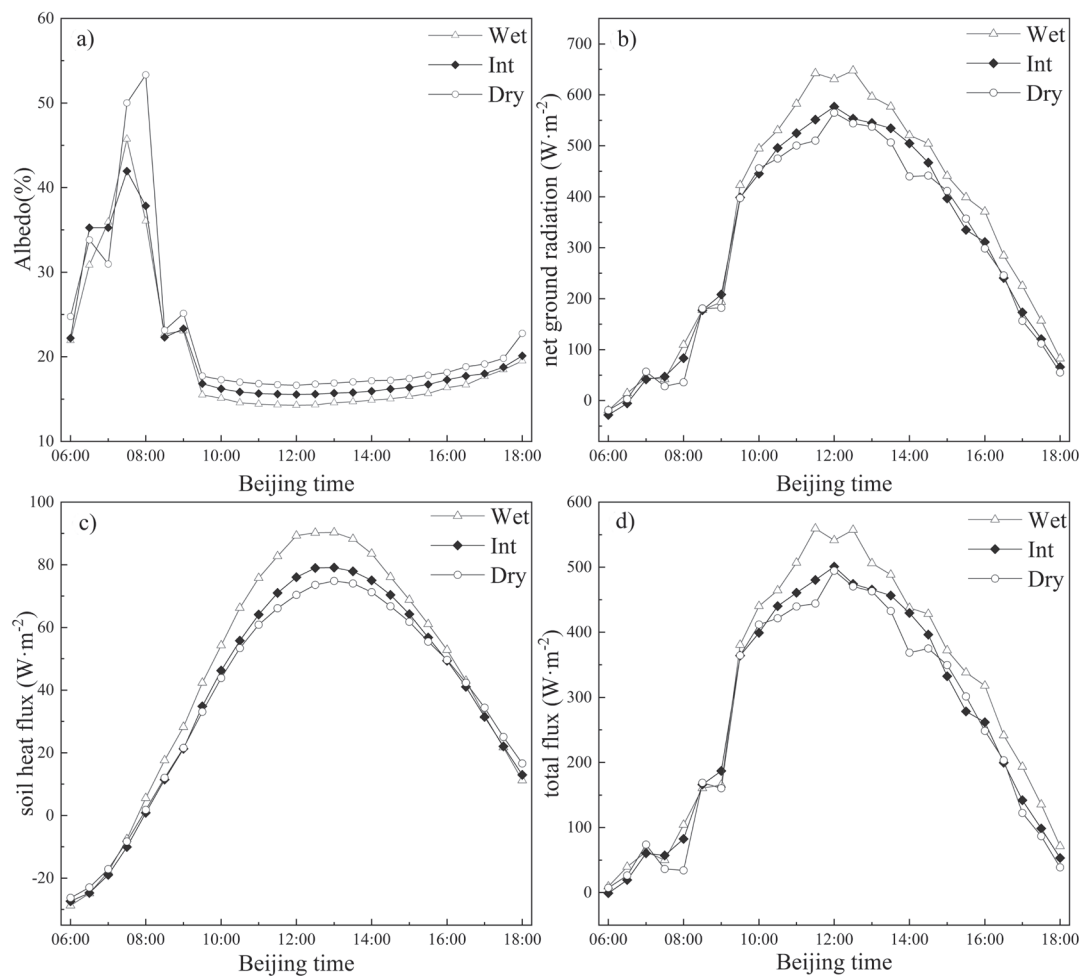 a)
Wet
Int
Dry
60
50
40
30
20
10
Albedo(%)
06:00 08:00 10:00 12:00 14:00 16:00 18:00
Beijing time
b)
Wet
Int
Dry
700
600
500
400
300
200
100
0
net ground radiation (W·m⁻²)
06:00 08:00 10:00 12:00 14:00 16:00 18:00
Beijing time
c)
Wet
Int
Dry
100
80
60
40
20
0
-20
soil heat flux (W·m⁻²)
06:00 08:00 10:00 12:00 14:00 16:00 18:00
Beijing time
d)
Wet
Int
Dry
600
500
400
300
200
100
0
total flux (W·m⁻²)
06:00 08:00 10:00 12:00 14:00 16:00 18:00
Beijing time